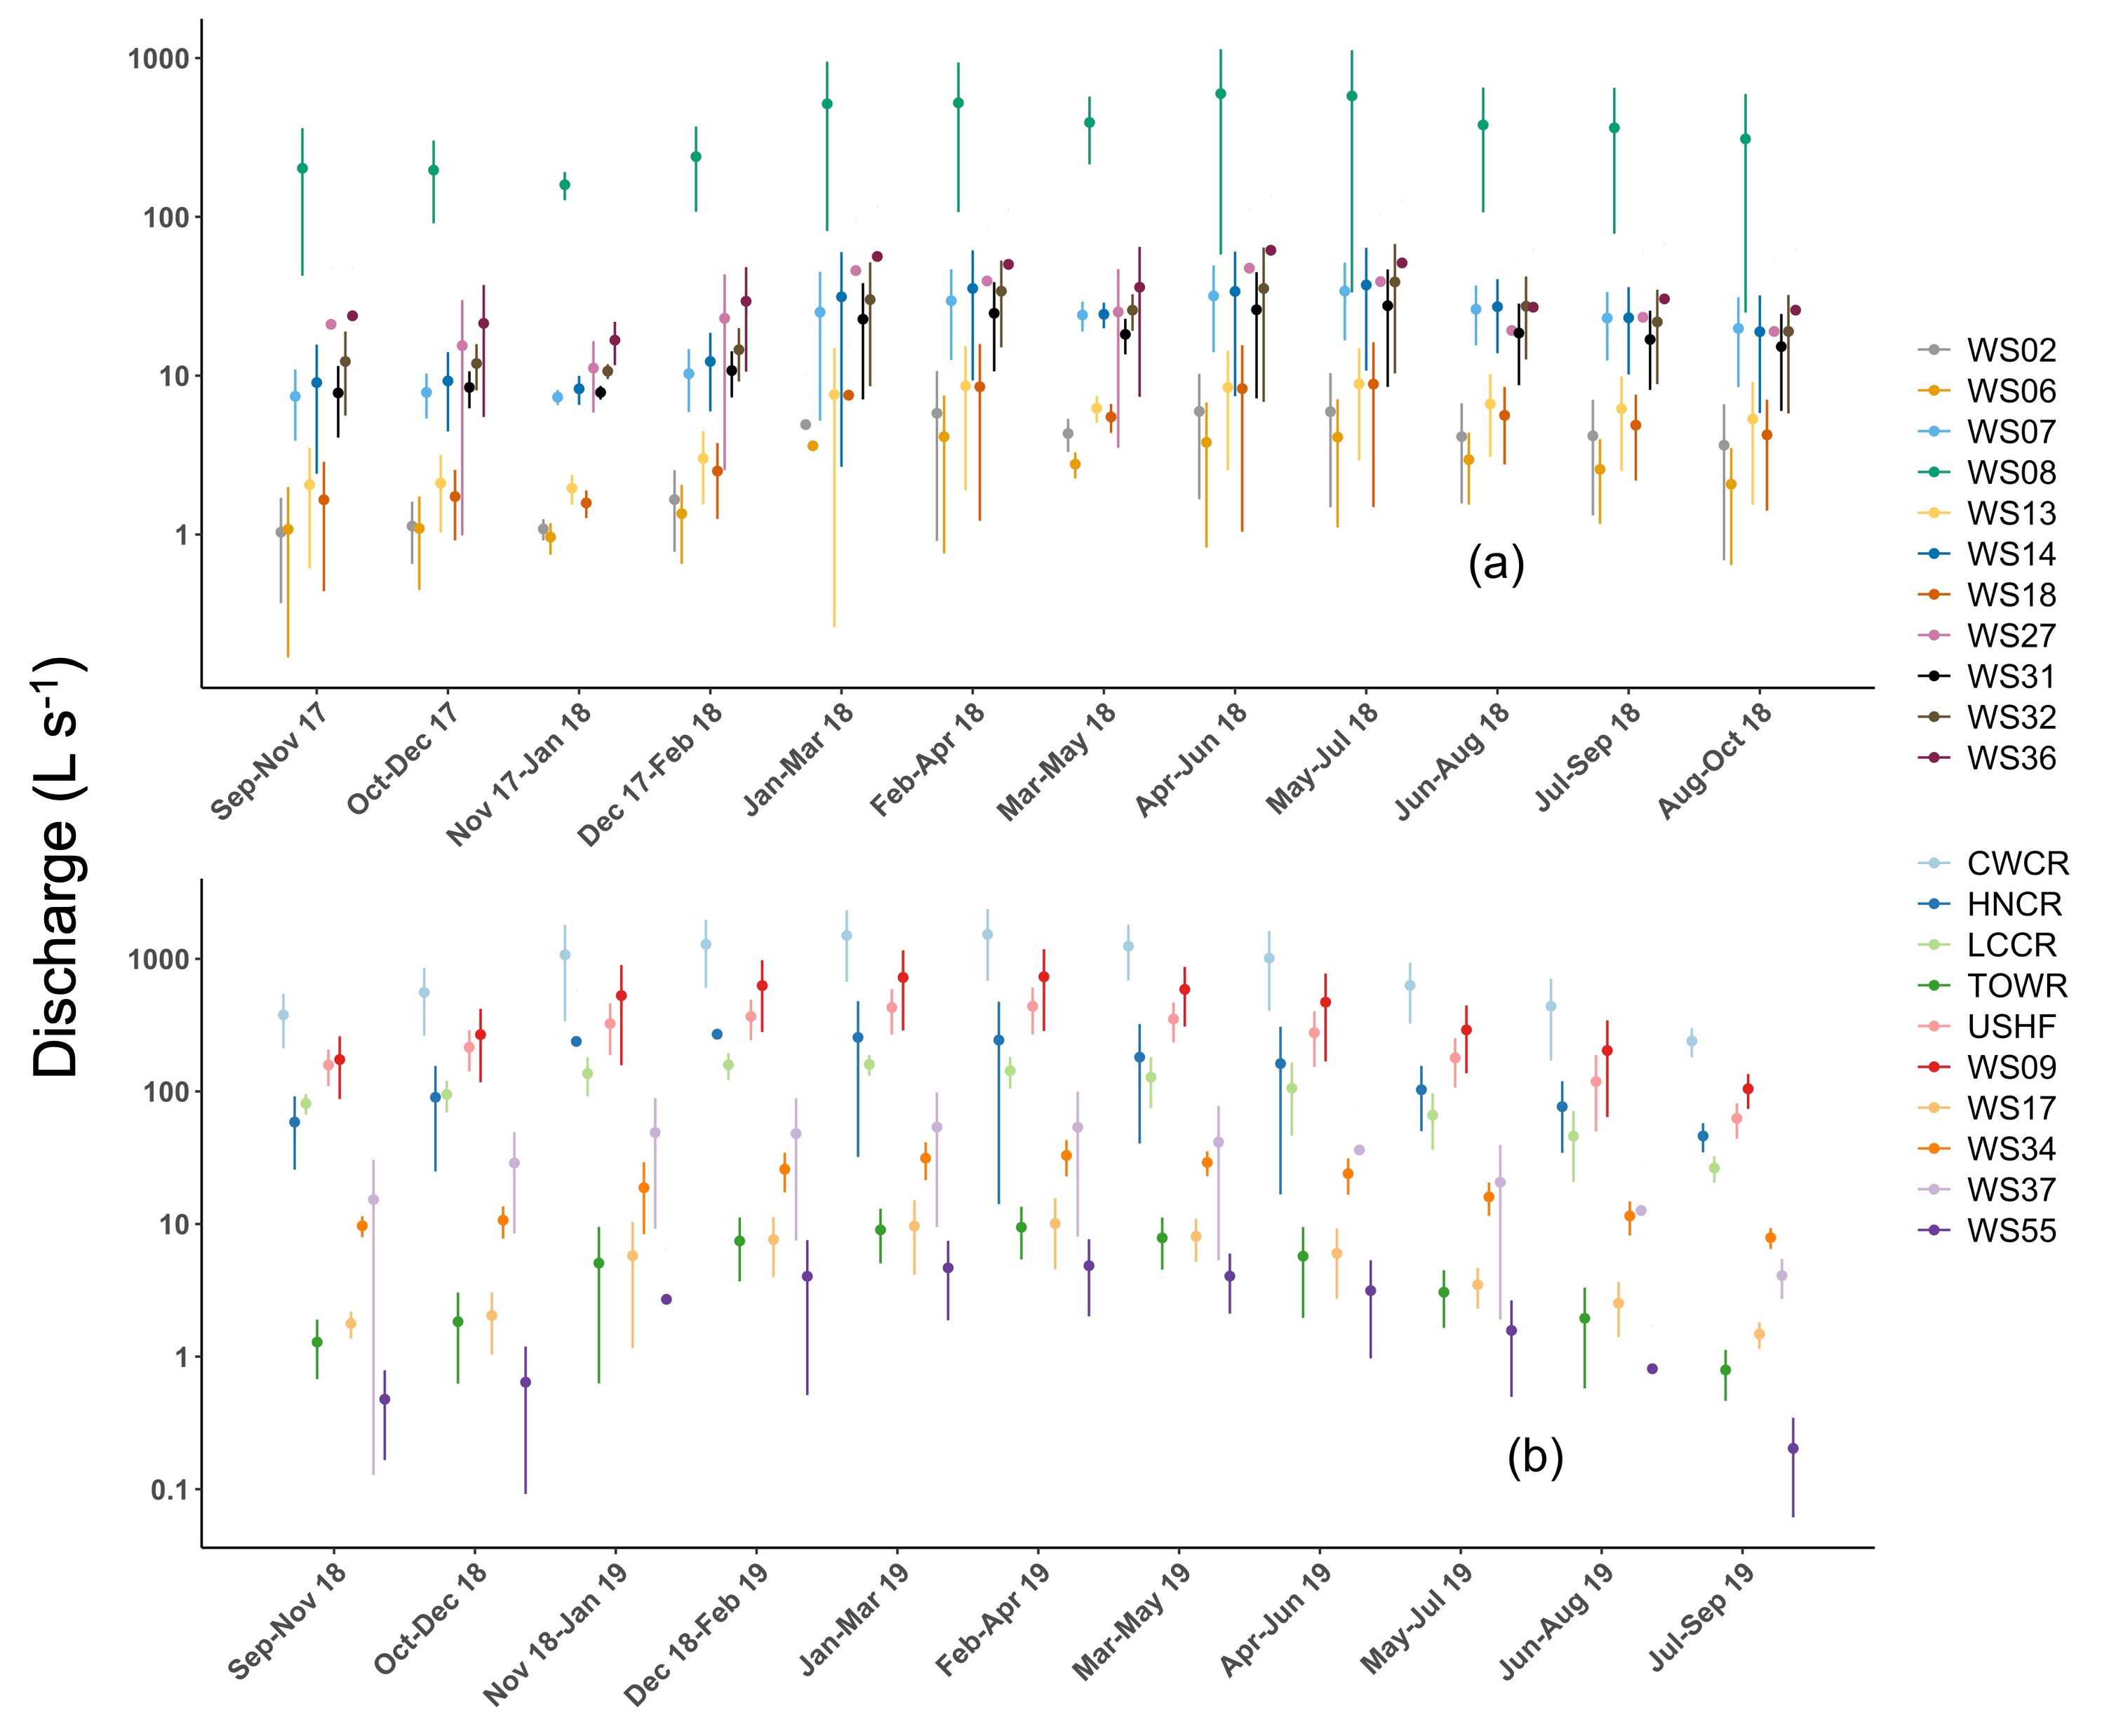 Discharge (L s-1)
1000
100
10
1
(a)
Sep-Nov 17
Oct-Dec 17
Nov 17-Jan 18
Dec 17-Feb 18
Jan-Mar 18
Feb-Apr 18
Mar-May 18
Apr-Jun 18
May-Jul 18
Jun-Aug 18
Jul-Sep 18
Aug-Oct 18
WS02
WS06
WS07
WS08
WS13
WS14
WS18
WS27
WS31
WS32
WS36
1000
100
10
1
0.1
(b)
Sep-Nov 18
Oct-Dec 18
Nov 18-Jan 19
Dec 18-Feb 19
Jan-Mar 19
Feb-Apr 19
Mar-May 19
Apr-Jun 19
May-Jul 19
Jun-Aug 19
Jul-Sep 19
CWCR
HNCR
LCCR
TOWR
USHF
WS09
WS17
WS34
WS37
WS55